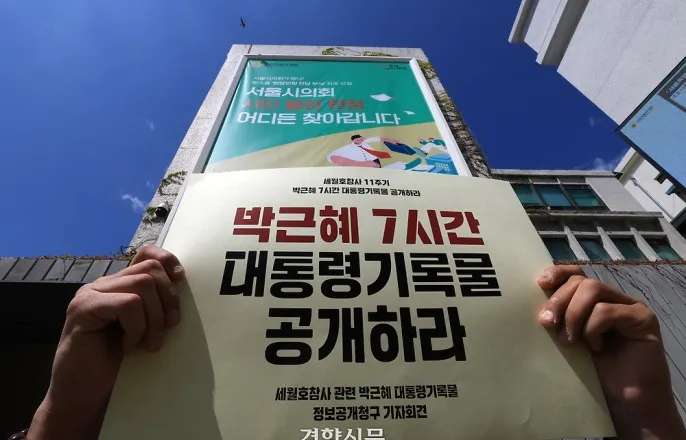 서울시의회
어디든 찾아갑니다
세월호참사 11주기
박근혜 7시간 대통령기록물 공개하라
박근혜 7시간
대통령기록물
공개하라
세월호참사 관련 박근혜 대통령기록물
정보공개청구 기자회견
경향신문